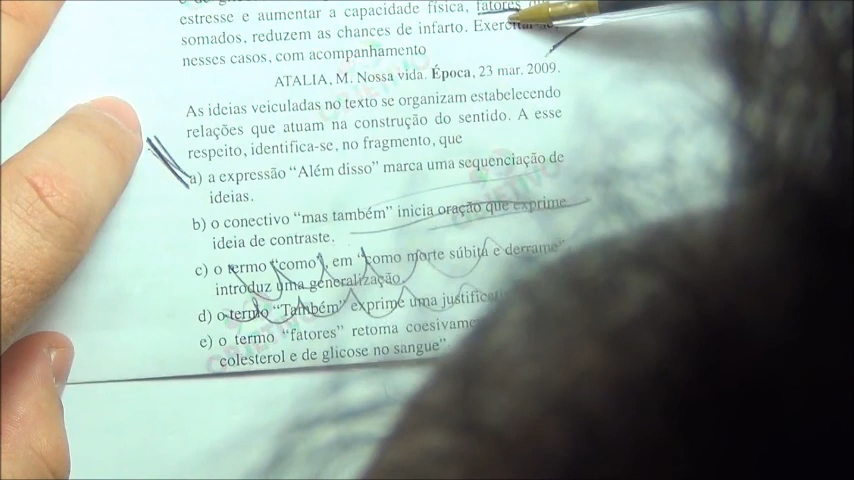 estresse e aumentar a capacidade física, fatores
somados, reduzem as chances de infarto. Exercitar-se,
nesses casos, com acompanhamento
ATALIA, M. Nossa vida. Época, 23 mar. 2009.
As ideias veiculadas no texto se organizam estabelecendo
relações que atuam na construção do sentido. A esse
respeito, identifica-se, no fragmento, que
a) a expressão “Além disso” marca uma sequenciação de
ideias.
b) o conectivo “mas também” inicia oração que exprime
ideia de contraste.
c) o termo “como”, em “como morte súbita e derrame”,
introduz uma generalização.
d) o termo “Também” exprime uma
e) o termo “fatores” retoma
colesterol e de glicose no sangue”.
OBJETIVO